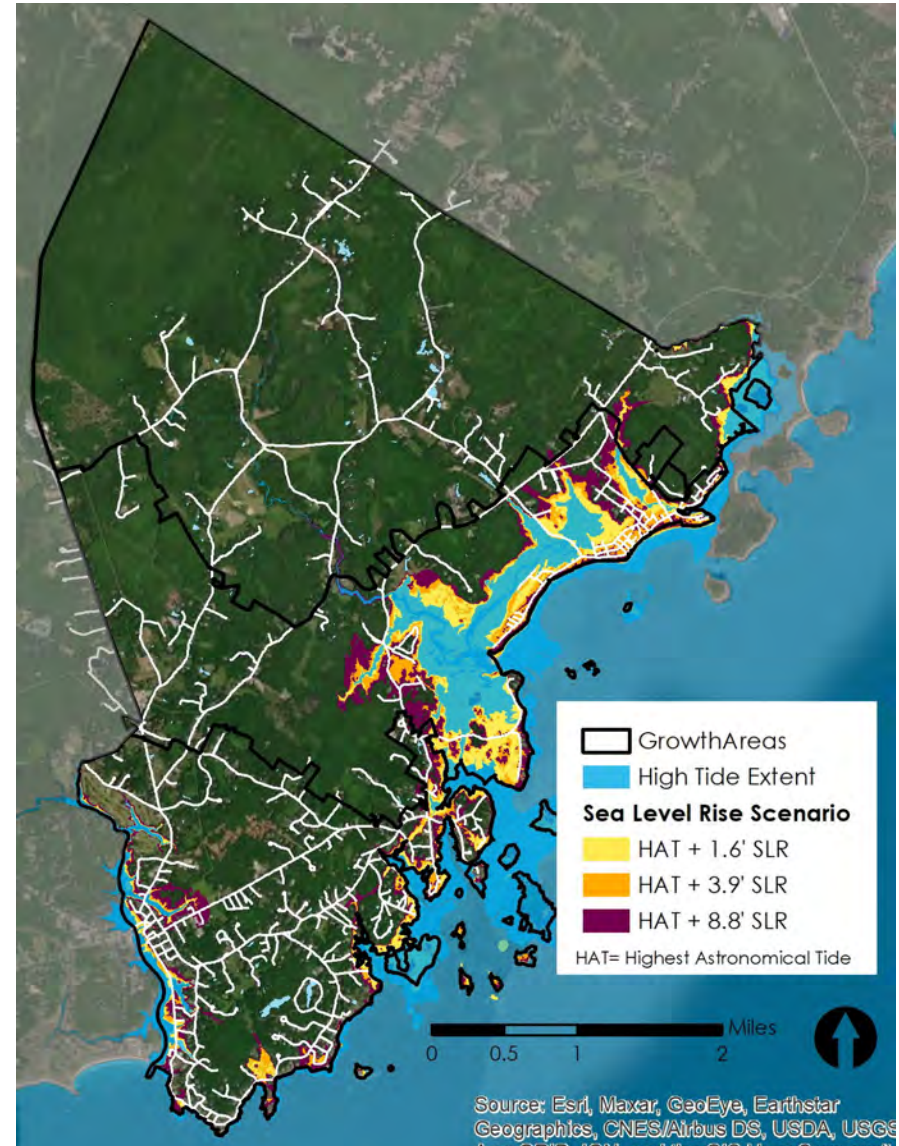 GrowthAreas
High Tide Extent
Sea Level Rise Scenario
HAT + 1.6' SLR
HAT + 3.9' SLR
HAT + 8.8' SLR
HAT= Highest Astronomical Tide
Miles
0 0.5 1 2
Source: Esri, Maxar, GeoEye, Earthstar
Geographics, CNES/Airbus DS, USDA, USGS